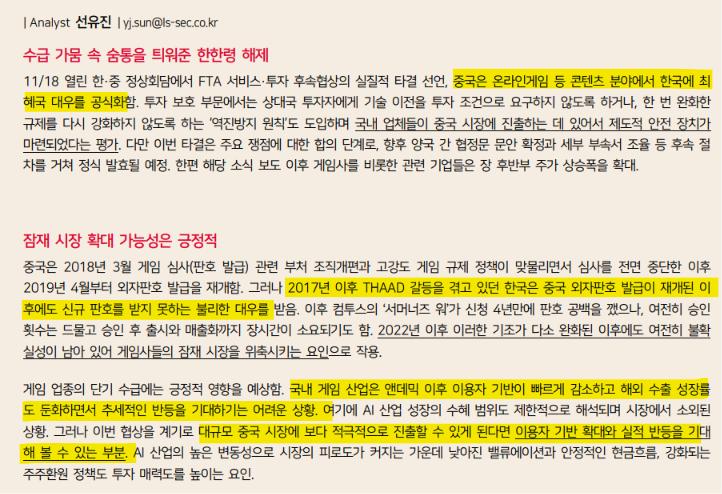 | Analyst 선유진 | yj.sun@ls-sec.co.kr
수급 가뭄 속 숨통을 틔워준 한한령 해제
11/18 열린 한·중 정상회담에서 FTA 서비스·투자 후속협상의 실질적 타결 선언, 중국은 온라인게임 등 콘텐츠 분야에서 한국에 최
혜국 대우를 공식화함. 투자 보호 부문에서는 상대국 투자자에게 기술 이전을 투자 조건으로 요구하지 않도록 하거나, 한 번 완화한
규제를 다시 강화하지 않도록 하는 '역진방지 원칙'도 도입하며 국내 업체들이 중국 시장에 진출하는 데 있어서 제도적 안전 장치가
마련되었다는 평가. 다만 이번 타결은 주요 쟁점에 대한 합의 단계로, 향후 양국 간 협정문 문안 확정과 세부 부속서 조율 등 후속 절
차를 거쳐 정식 발효될 예정. 한편 해당 소식 보도 이후 게임사를 비롯한 관련 기업들은 장 후반부 주가 상승폭을 확대.
잠재 시장 확대 가능성은 긍정적
중국은 2018년 3월 게임 심사(판호 발급) 관련 부처 조직개편과 고강도 게임 규제 정책이 맞물리면서 심사를 전면 중단한 이후
2019년 4월부터 외자판호 발급을 재개함. 그러나 2017년 이후 THAAD 갈등을 겪고 있던 한국은 중국 외자판호 발급이 재개된 이
후에도 신규 판호를 받지 못하는 불리한 대우를 받음. 이후 컴투스의 '서머너즈 워'가 신청 4년만에 판호 공백을 깼으나, 여전히 승인
횟수는 드물고 승인 후 출시와 매출화까지 장시간이 소요되기도 함. 2022년 이후 이러한 기조가 다소 완화된 이후에도 여전히 불확
실성이 남아 있어 게임사들의 잠재 시장을 위축시키는 요인으로 작용.
게임 업종의 단기 수급에는 긍정적 영향을 예상함. 국내 게임 산업은 앤데믹 이후 이용자 기반이 빠르게 감소하고 해외 수출 성장률
도 둔화하면서 추세적인 반등을 기대하기는 어려운 상황. 여기에 AI 산업 성장의 수혜 범위도 제한적으로 해석되며 시장에서 소외된
상황. 그러나 이번 협상을 계기로 대규모 중국 시장에 보다 적극적으로 진출할 수 있게 된다면 이용자 기반 확대와 실적 반등을 기대
해 볼 수 있는 부분. AI 산업의 높은 변동성으로 시장의 피로도가 커지는 가운데 낮아진 밸류에이션과 안정적인 현금흐름, 강화되는
주주환원 정책도 투자 매력도를 높이는 요인.